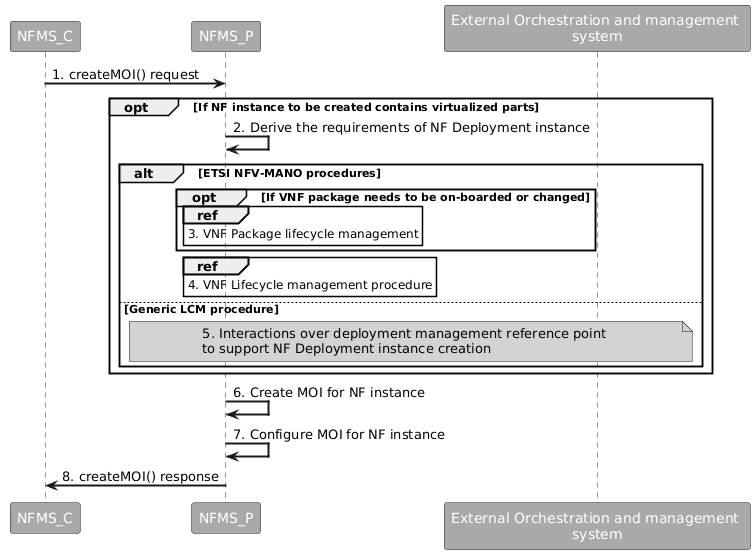 NFMS_C
NFMS_P
External Orchestration and management
system
1. createMOI() request
opt
[If NF instance to be created contains virtualized parts]
2. Derive the requirements of NF Deployment instance
alt
[ETSI NFV-MANO procedures]
opt
[If VNF package needs to be on-boarded or changed]
ref
3. VNF Package lifecycle management
ref
4. VNF Lifecycle management procedure
[Generic LCM procedure]
5. Interactions over deployment management reference point
to support NF Deployment instance creation
6. Create MOI for NF instance
7. Configure MOI for NF instance
8. createMOI() response
NFMS_C
NFMS_P
External Orchestration and management
system